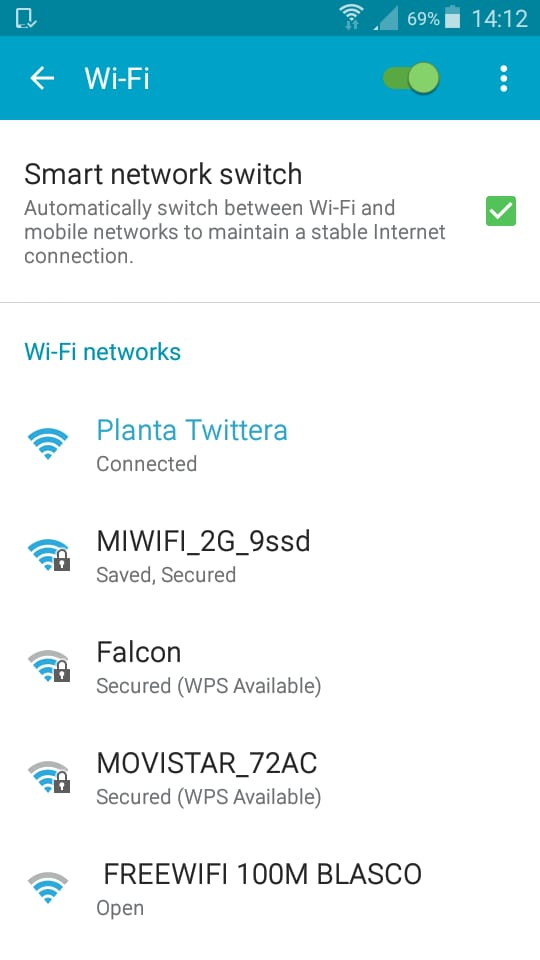 69% 14:12
Wi-Fi
Smart network switch
Automatically switch between Wi-Fi and
mobile networks to maintain a stable Internet
connection.
Wi-Fi networks
Planta Twittera
Connected
MIWIFI_2G_9ssd
Saved, Secured
Falcon
Secured (WPS Available)
MOVISTAR_72AC
Secured (WPS Available)
FREEWIFI 100M BLASCO
Open